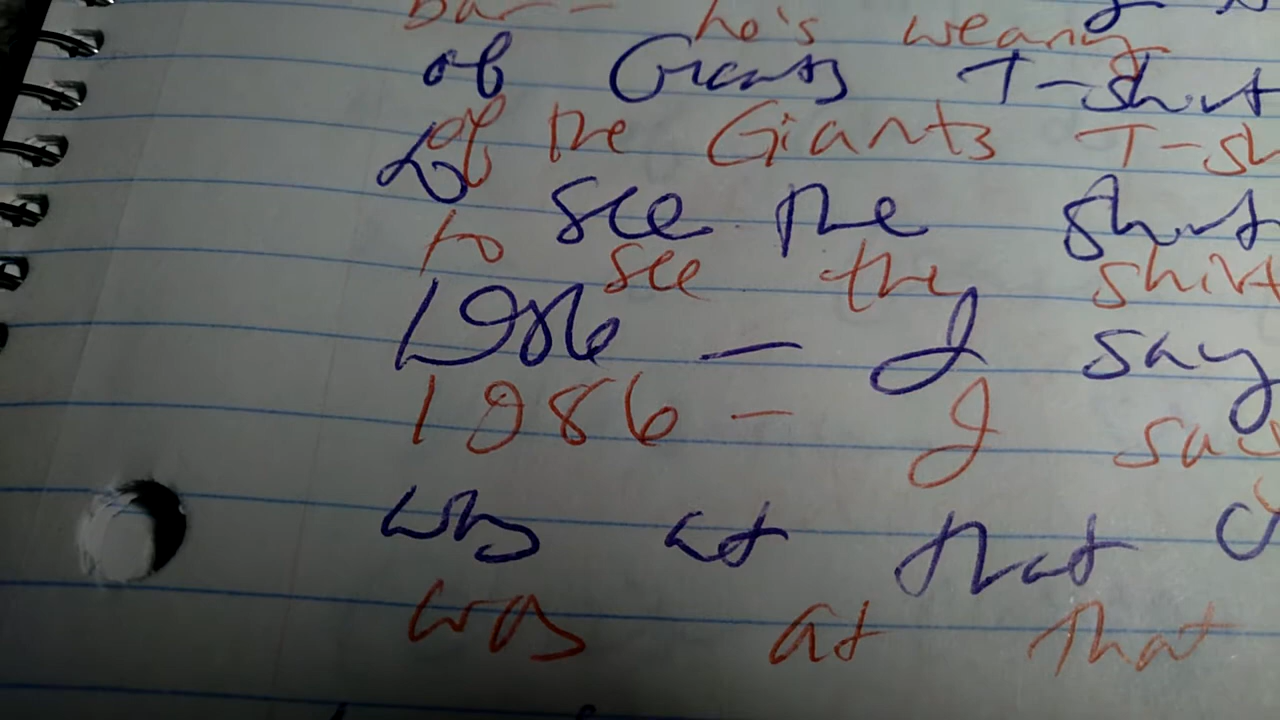 bar - he's wearing
of Giants T-shirt
of the Giants T-sh
to see the shirt
to see the shirt
1986 - I say
1986 - I say
was at that
was at that